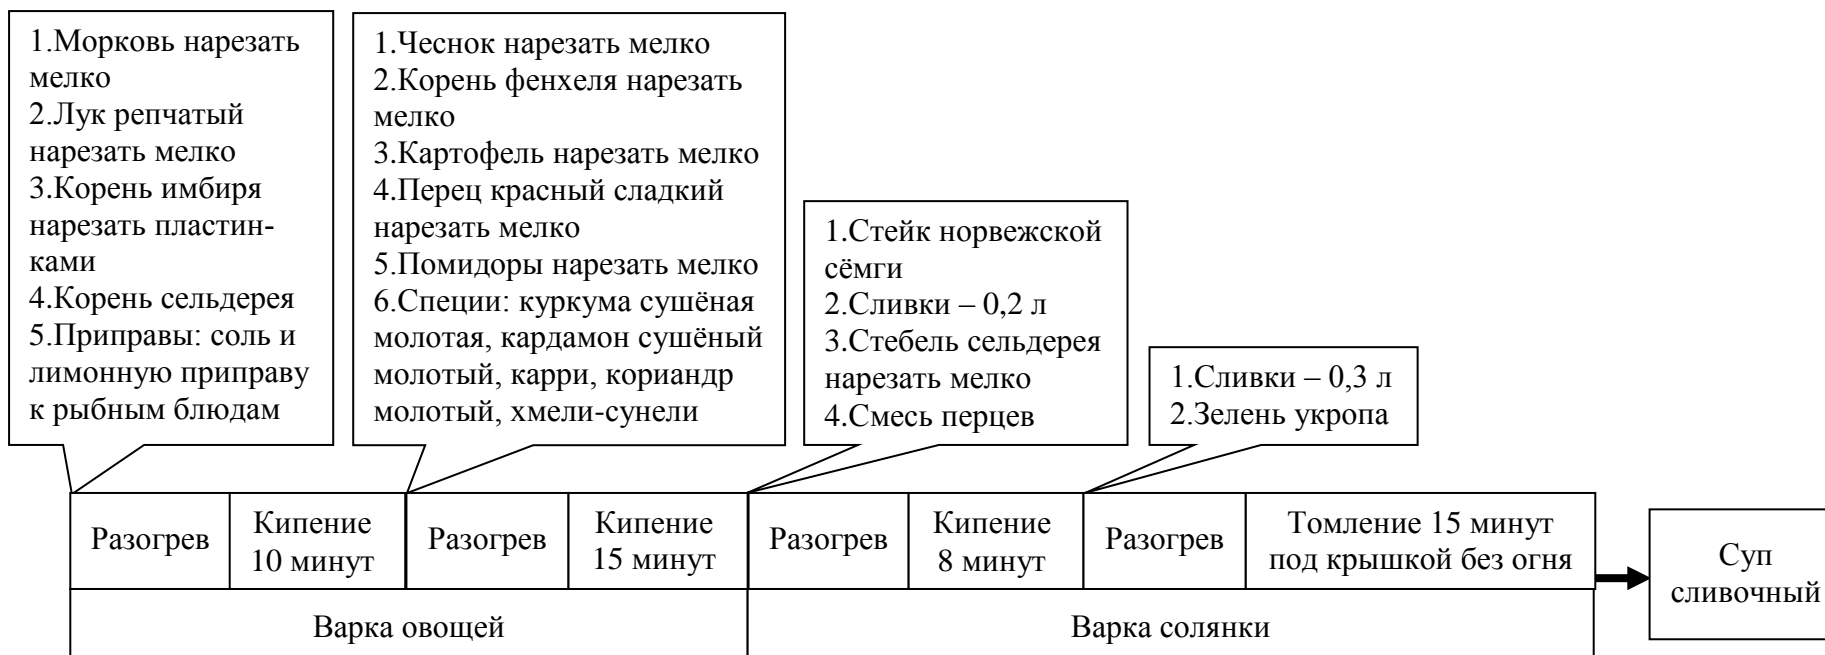 1.Морковь нарезать
мелко
2.Лук репчатый
нарезать мелко
3.Корень имбиря
нарезать пластин-
ками
4.Корень сельдерея
5.Приправы: соль и
лимонную приправу
к рыбным блюдам
1.Чеснок нарезать мелко
2.Корень фенхеля нарезать
мелко
3.Картофель нарезать мелко
4.Перец красный сладкий
нарезать мелко
5.Помидоры нарезать мелко
6.Специи: куркума сушёная
молотая, кардамон сушёный
молотый, карри, кориандр
молотый, хмели-сунели
1.Стейк норвежской
сёмги
2.Сливки – 0,2 л
3.Стебель сельдерея
нарезать мелко
4.Смесь перцев
1.Сливки – 0,3 л
2.Зелень укропа
Разогрев
Кипение
10 минут
Разогрев
Кипение
15 минут
Разогрев
Кипение
8 минут
Разогрев
Томление 15 минут
под крышкой без огня
Суп
сливочный
Варка овощей
Варка солянки